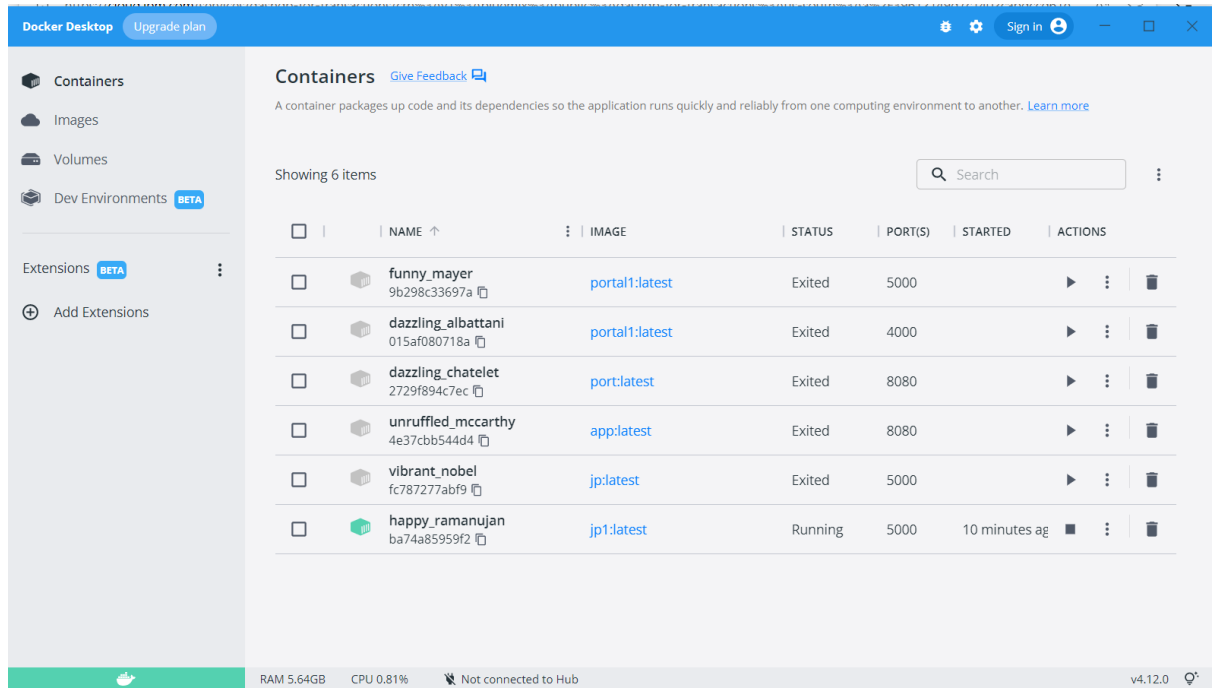 Docker Desktop Upgrade plan Sign in
Containers
Images
Volumes
Dev Environments BETA
Extensions BETA
Add Extensions
Containers Give Feedback
A container packages up code and its dependencies so the application runs quickly and reliably from one computing environment to another. Learn more
Showing 6 items Search
NAME IMAGE STATUS PORT(S) STARTED ACTIONS
funny_mayer portal1:latest Exited 5000
9b298c33697a
dazzling_albattani portal1:latest Exited 4000
015af080718a
dazzling_chatelet port:latest Exited 8080
2729f894c7ec
unruffled_mccarthy app:latest Exited 8080
4e37cbb544d4
vibrant_nobel jp:latest Exited 5000
fc787277abf9
happy_ramanujan jp1:latest Running 5000 10 minutes ag
ba74a85959f2
RAM 5.64GB CPU 0.81% Not connected to Hub v4.12.0